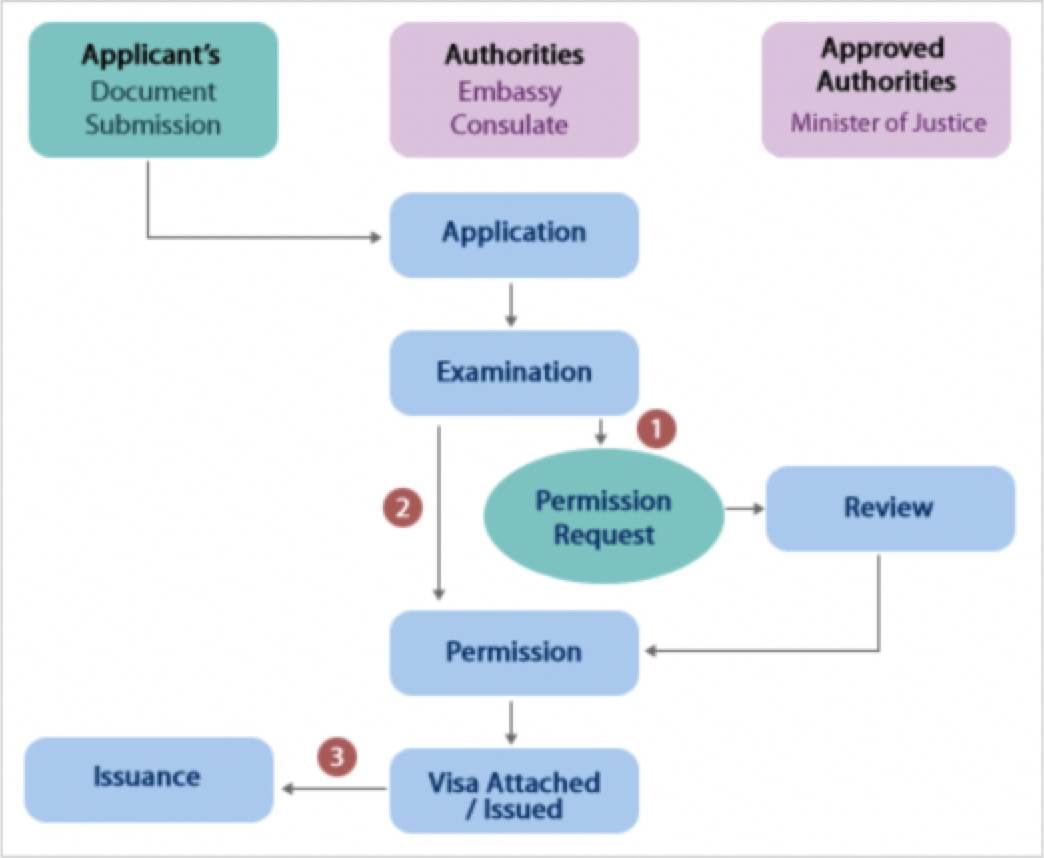 Applicant's
Document
Submission
Authorities
Embassy
Consulate
Approved
Authorities
Minister of Justice
Application
Examination
1
2
Permission
Request
Review
Permission
3
Issuance
Visa Attached
/ Issued